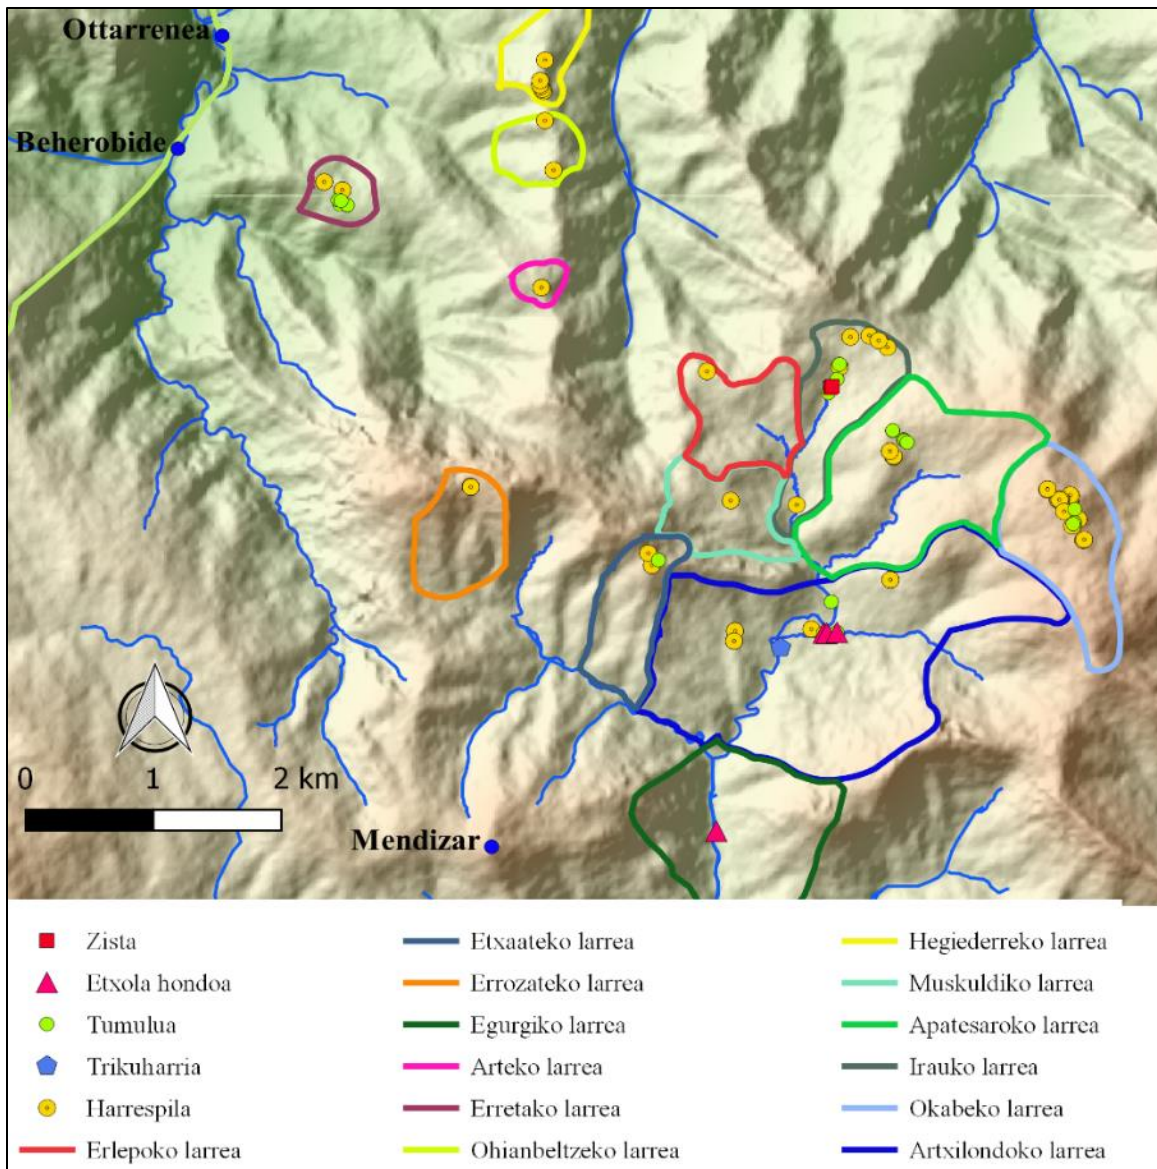 Ottarrenea
Beherobide
0 1 2 km
Mendizar
Zista
Etxola hondoa
Tumulua
Trikuharria
Harrespila
Erlepoko larrea
Etxaateko larrea
Errozateko larrea
Egurgiko larrea
Arteko larrea
Erretako larrea
Ohianbeltzeko larrea
Hegiederreko larrea
Muskuldiko larrea
Apatesaroko larrea
Irauko larrea
Okabeko larrea
Artxilondoko larrea